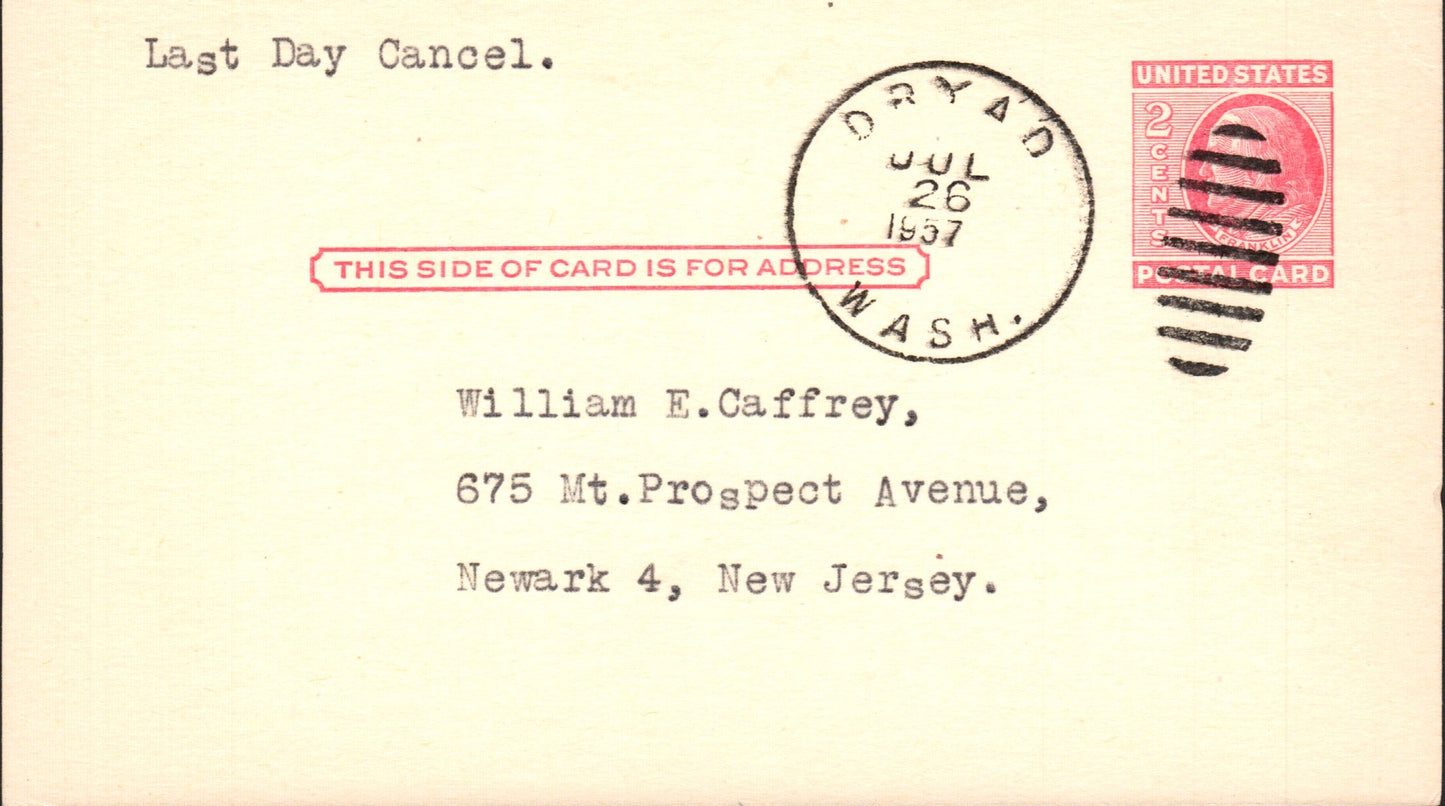 Last Day Cancel.
DRYAD
JUL
26
1957
WASH.
UNITED STATES
2 CENTS
FRANKLIN
POSTAL CARD
THIS SIDE OF CARD IS FOR ADDRESS
William E.Caffrey,
675 Mt.Prospect Avenue,
Newark 4, New Jersey.